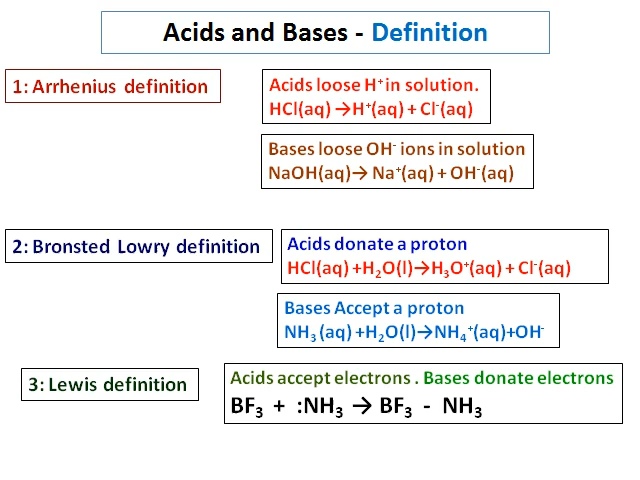 Acids and Bases - Definition
1: Arrhenius definition
Acids loose H⁺ in solution.
HCl(aq) →H⁺(aq) + Cl⁻(aq)
Bases loose OH⁻ ions in solution
NaOH(aq)→ Na⁺(aq) + OH⁻(aq)
2: Bronsted Lowry definition
Acids donate a proton
HCl(aq) +H₂O(l)→H₃O⁺(aq) + Cl⁻(aq)
Bases Accept a proton
NH₃ (aq) +H₂O(l)→NH₄⁺(aq)+OH⁻
3: Lewis definition
Acids accept electrons . Bases donate electrons
BF₃ + :NH₃ → BF₃ - NH₃